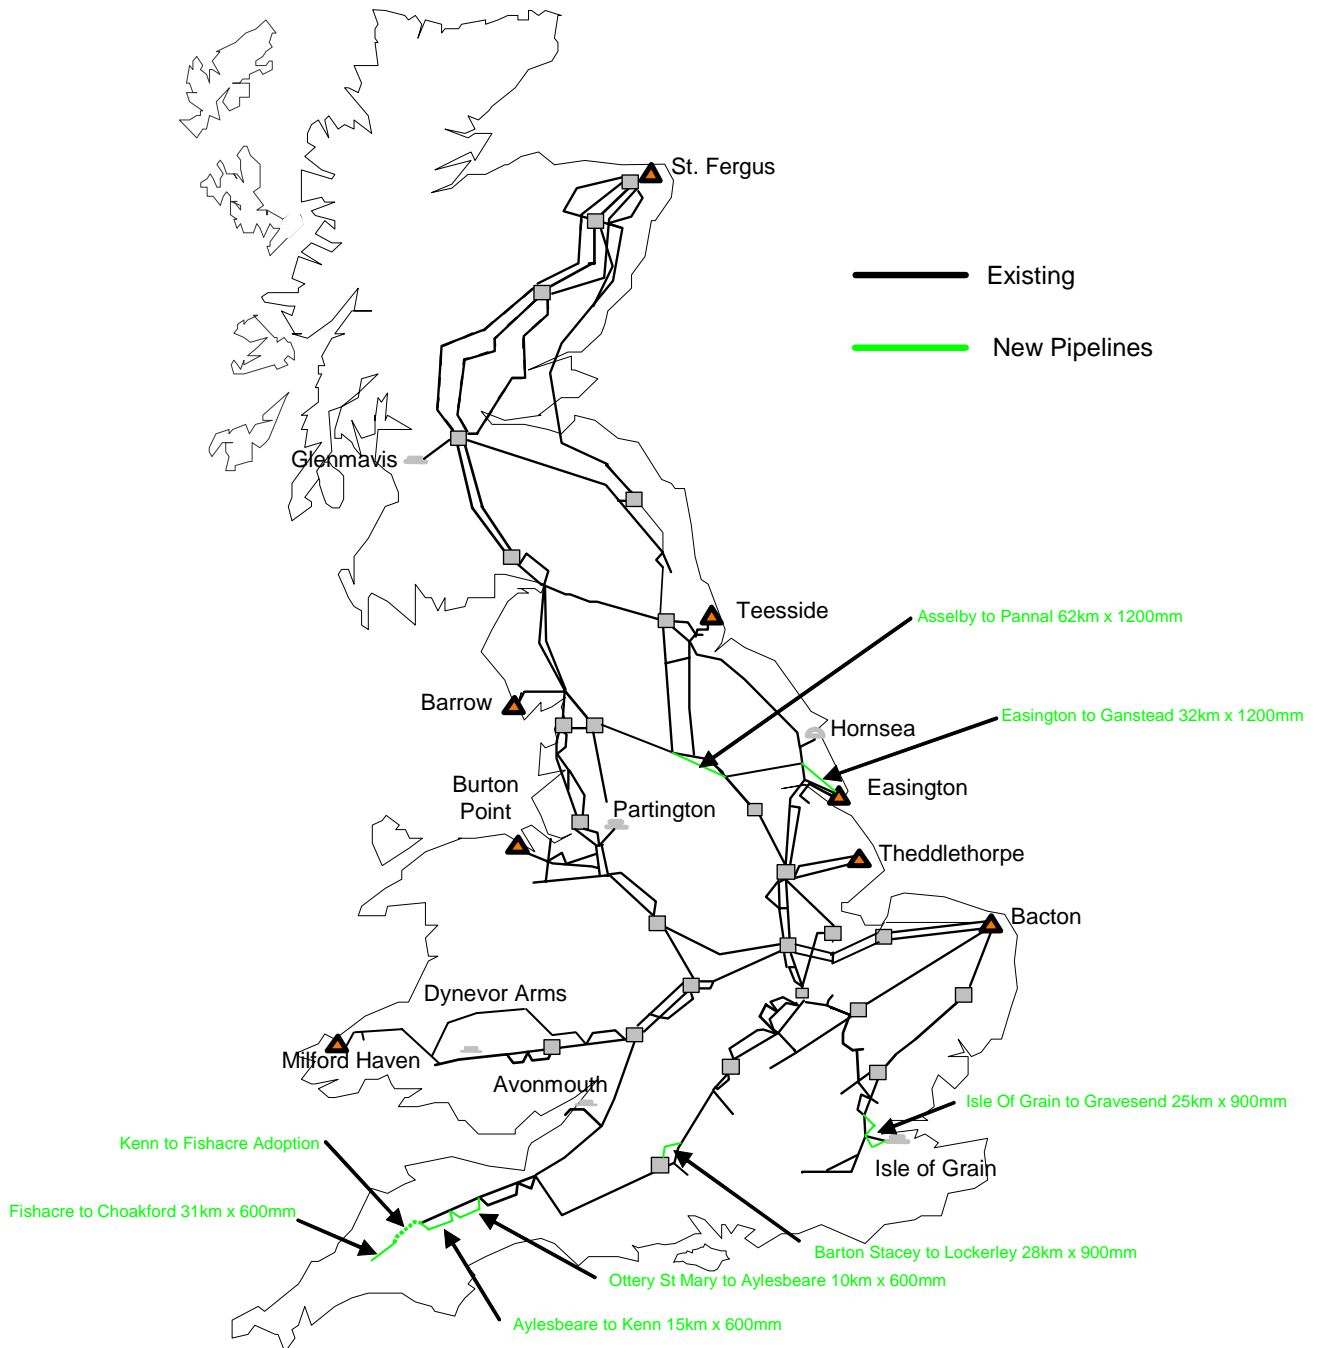 St. Fergus
Existing
New Pipelines
Glenmavis
Teesside
Asselby to Pannal 62km x 1200mm
Barrow
Easington to Ganstead 32km x 1200mm
Hornsea
Burton
Point
Easington
Partington
Theddlethorpe
Bacton
Dynevor Arms
Milford Haven
Avonmouth
Isle Of Grain to Gravesend 25km x 900mm
Kenn to Fishacre Adoption
Isle of Grain
Fishacre to Choakford 31km x 600mm
Barton Stacey to Lockerley 28km x 900mm
Ottery St Mary to Aylesbeare 10km x 600mm
Aylesbeare to Kenn 15km x 600mm